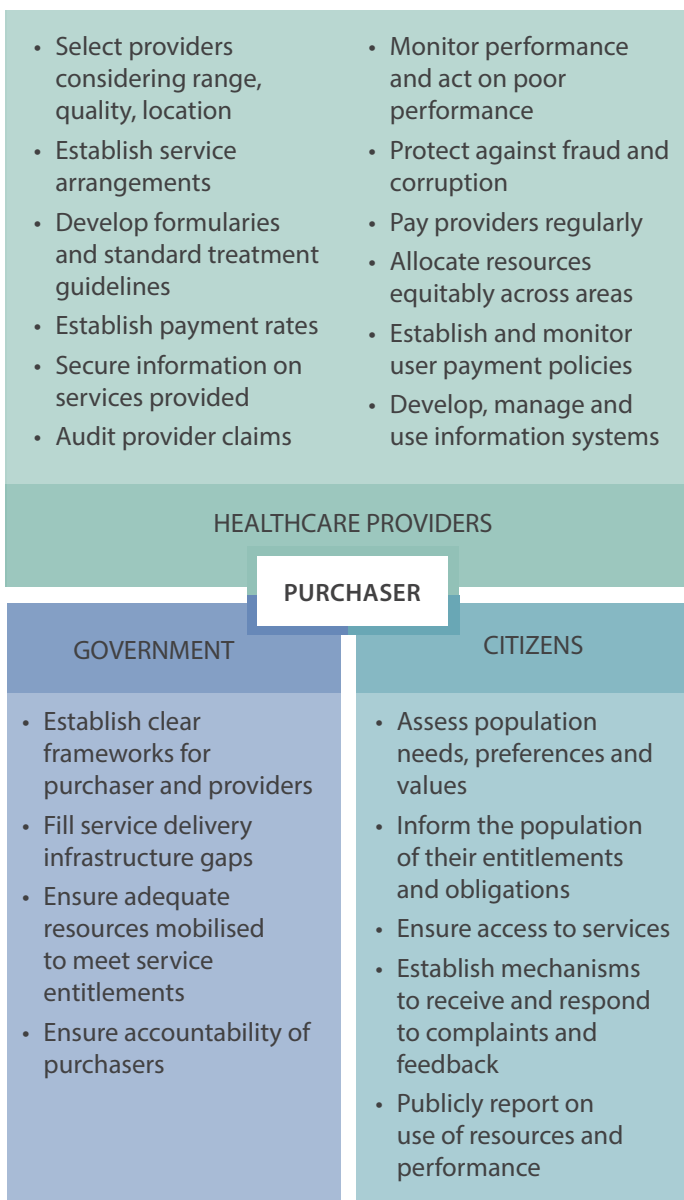 • Select providers
considering range,
quality, location
• Establish service
arrangements
• Develop formularies
and standard treatment
guidelines
• Establish payment rates
• Secure information on
services provided
• Audit provider claims
• Monitor performance
and act on poor
performance
• Protect against fraud and
corruption
• Pay providers regularly
• Allocate resources
equitably across areas
• Establish and monitor
user payment policies
• Develop, manage and
use information systems
HEALTHCARE PROVIDERS
PURCHASER
GOVERNMENT
• Establish clear
frameworks for
purchaser and providers
• Fill service delivery
infrastructure gaps
• Ensure adequate
resources mobilised
to meet service
entitlements
• Ensure accountability of
purchasers
CITIZENS
• Assess population
needs, preferences and
values
• Inform the population
of their entitlements
and obligations
• Ensure access to services
• Establish mechanisms
to receive and respond
to complaints and
feedback
• Publicly report on
use of resources and
performance